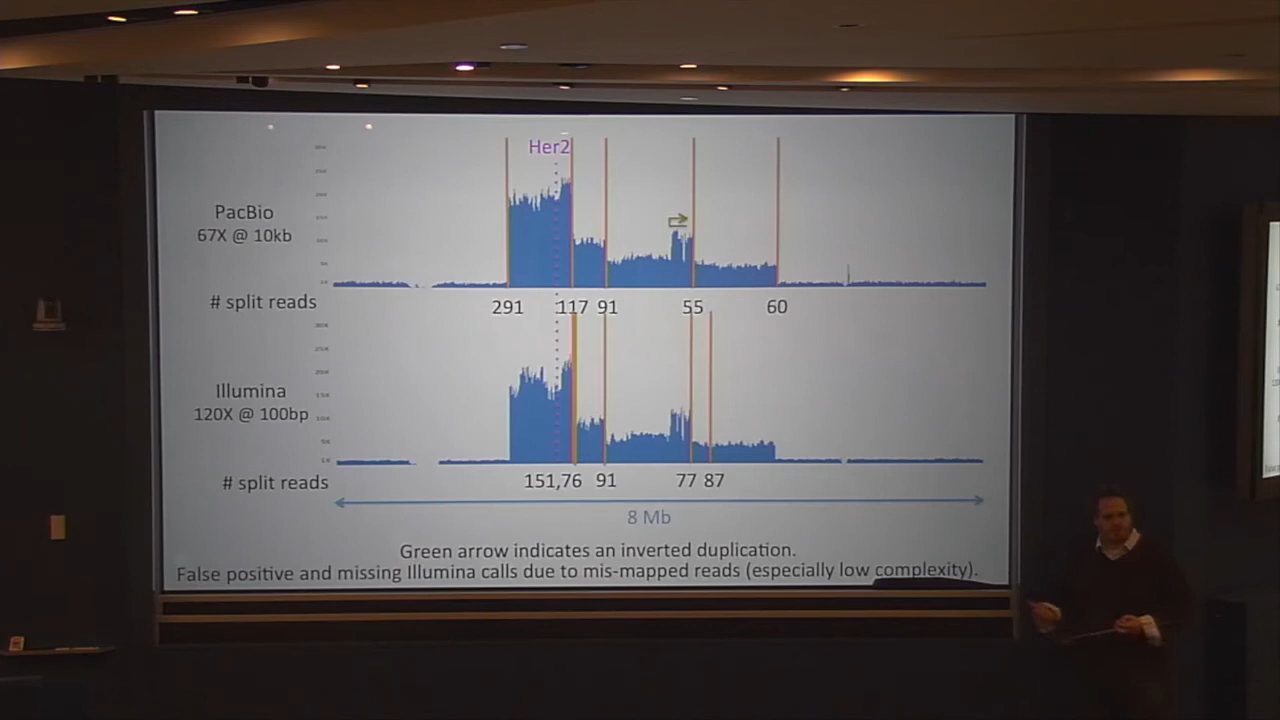 Her2
PacBio
67X @ 10kb
# split reads
291 117 91 55 60
Illumina
120X @ 100bp
# split reads
151,76 91 77 87
8 Mb
Green arrow indicates an inverted duplication.
False positive and missing Illumina calls due to mis-mapped reads (especially low complexity).